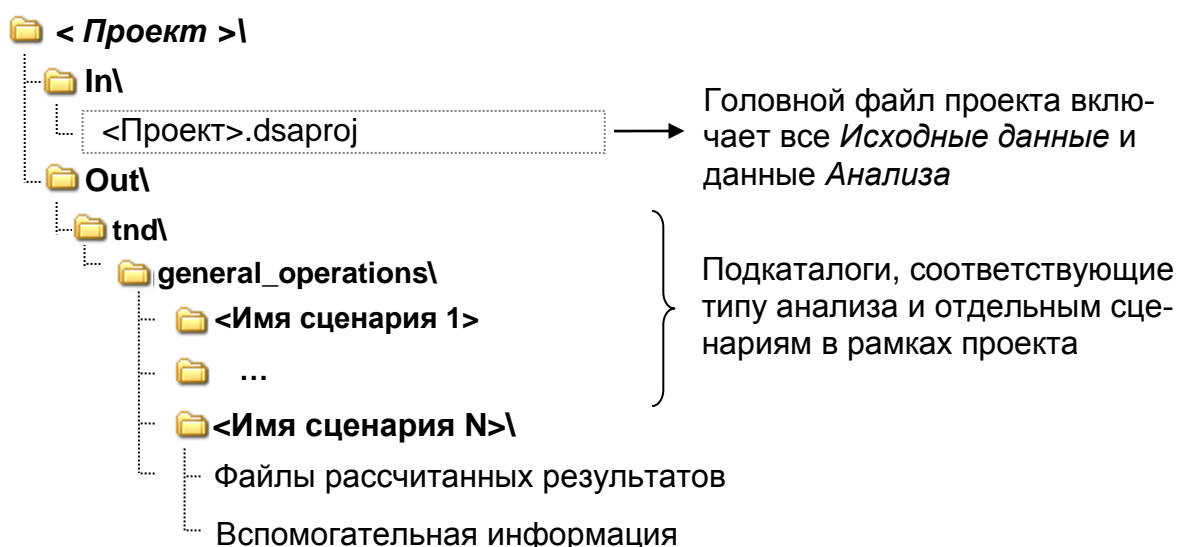 < Проект >\
In\
<Проект>.dsaproj
Головной файл проекта вклю-
чает все Исходные данные и
данные Анализа
Out\
tnd\
general_operations\
<Имя сценария 1>
...
<Имя сценария N>\
Файлы рассчитанных результатов
Вспомогательная информация
Подкаталоги, соответствующие
типу анализа и отдельным сце-
нариям в рамках проекта